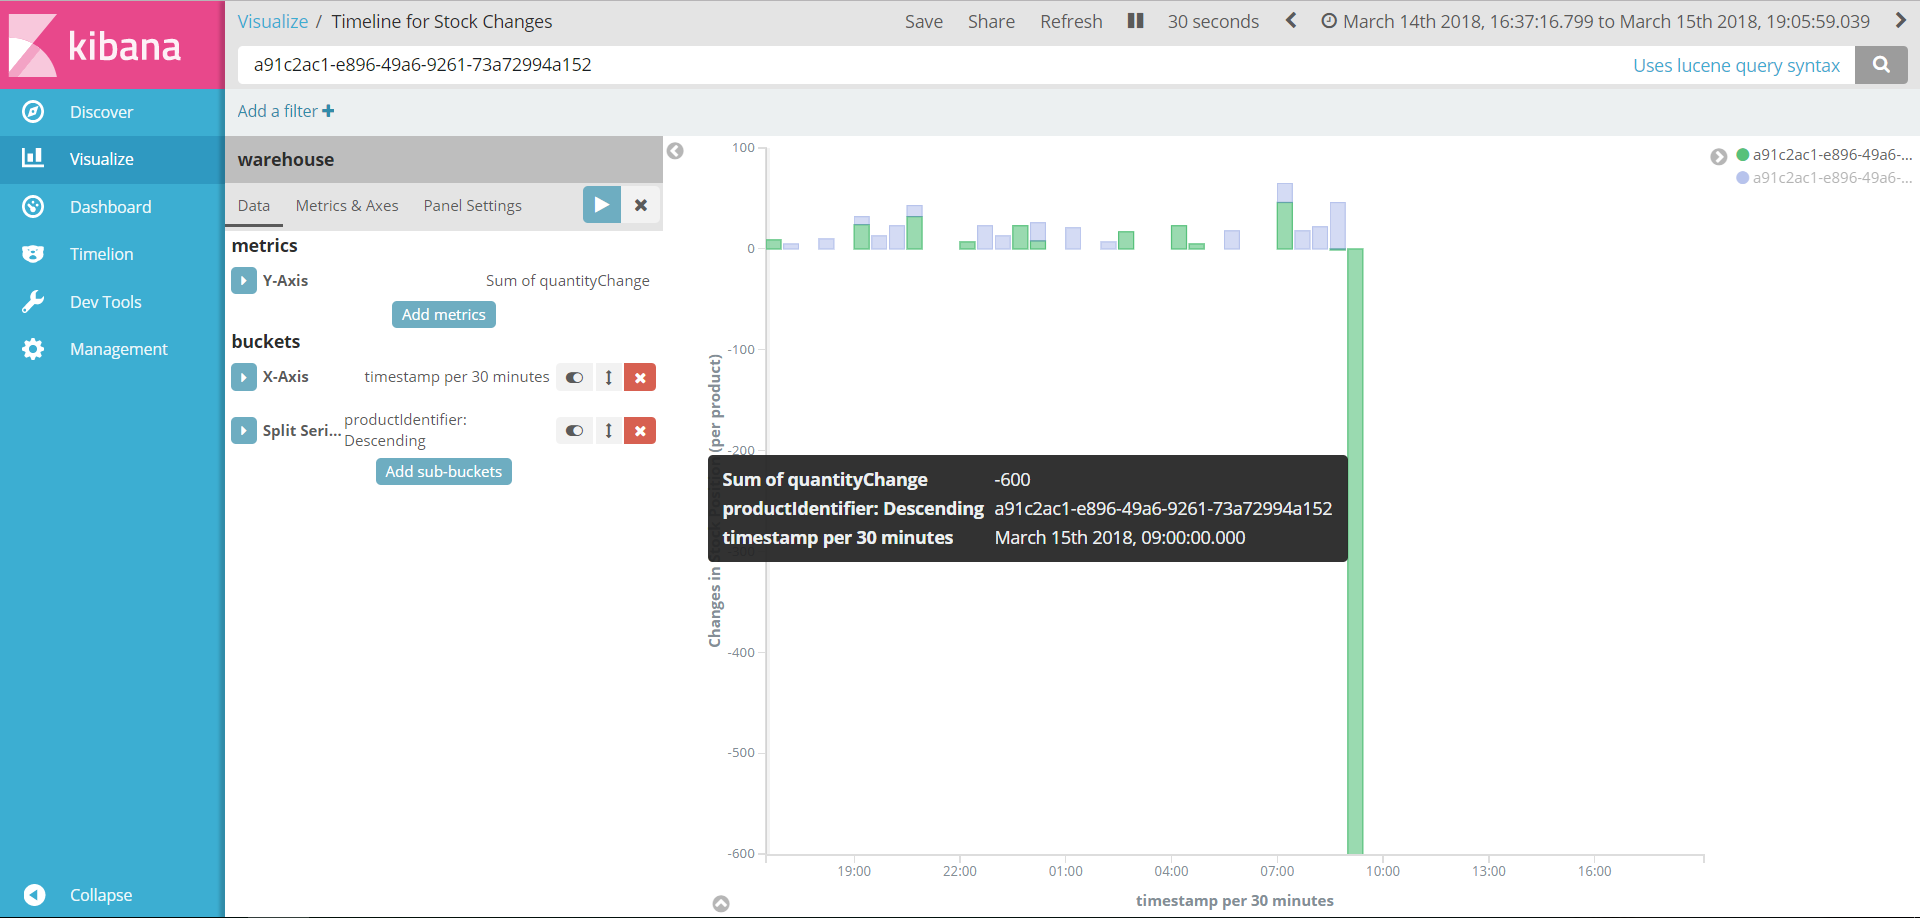 kibana
Discover
Visualize
Dashboard
Timelion
Dev Tools
Management
Collapse
Visualize / Timeline for Stock Changes
Save Share Refresh 30 seconds March 14th 2018, 16:37:16.799 to March 15th 2018, 19:05:59.039
a91c2ac1-e896-49a6-9261-73a72994a152 Uses lucene query syntax
Add a filter
warehouse
Data Metrics & Axes Panel Settings
metrics
Y-Axis Sum of quantityChange
Add metrics
buckets
X-Axis timestamp per 30 minutes
Split Seri... productIdentifier:
Descending
Add sub-buckets
100
0
-100
-200
-400
-500
-600
Changes in (per product)
Sum of quantityChange -600
productIdentifier: Descending a91c2ac1-e896-49a6-9261-73a72994a152
timestamp per 30 minutes March 15th 2018, 09:00:00.000
19:00 22:00 01:00 04:00 07:00 10:00 13:00 16:00
timestamp per 30 minutes
a91c2ac1-e896-49a6-...
a91c2ac1-e896-49a6-...